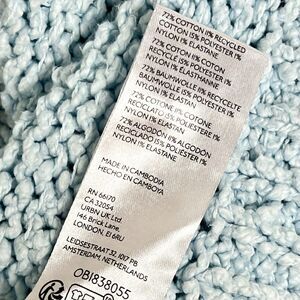 72% COTTON 11% RECYCLED
COTTON 15% POLYESTER 1%
NYLON 1% ELASTANE
72% COTON 11% COTON
RECYCLE 15% POLYESTER 1%
NYLON 1% ELASTHANNE
72% BAUMWOLLE 11% RECYCELTE
BAUMWOLLE 15% POLYESTER 1%
NYLON 1% ELASTAN
72% COTONE 11% COTONE
RICICLATO 15% POLIESTERE 1%
NYLON 1% ELASTAN
72% ALGODÓN 11% ALGODÓN
RECICLADO 15% POLIÉSTER 1%
NYLON 1% ELASTANO
MADE IN CAMBODIA
HECHO EN CAMBOYA
RN 66170
CA 32054
URBN UK Ltd.
146 Brick Lane,
LONDON, E1 6RU
LEIDSESTRAAT 32, 1017 PB
AMSTERDAM, NETHERLANDS
OB1838055